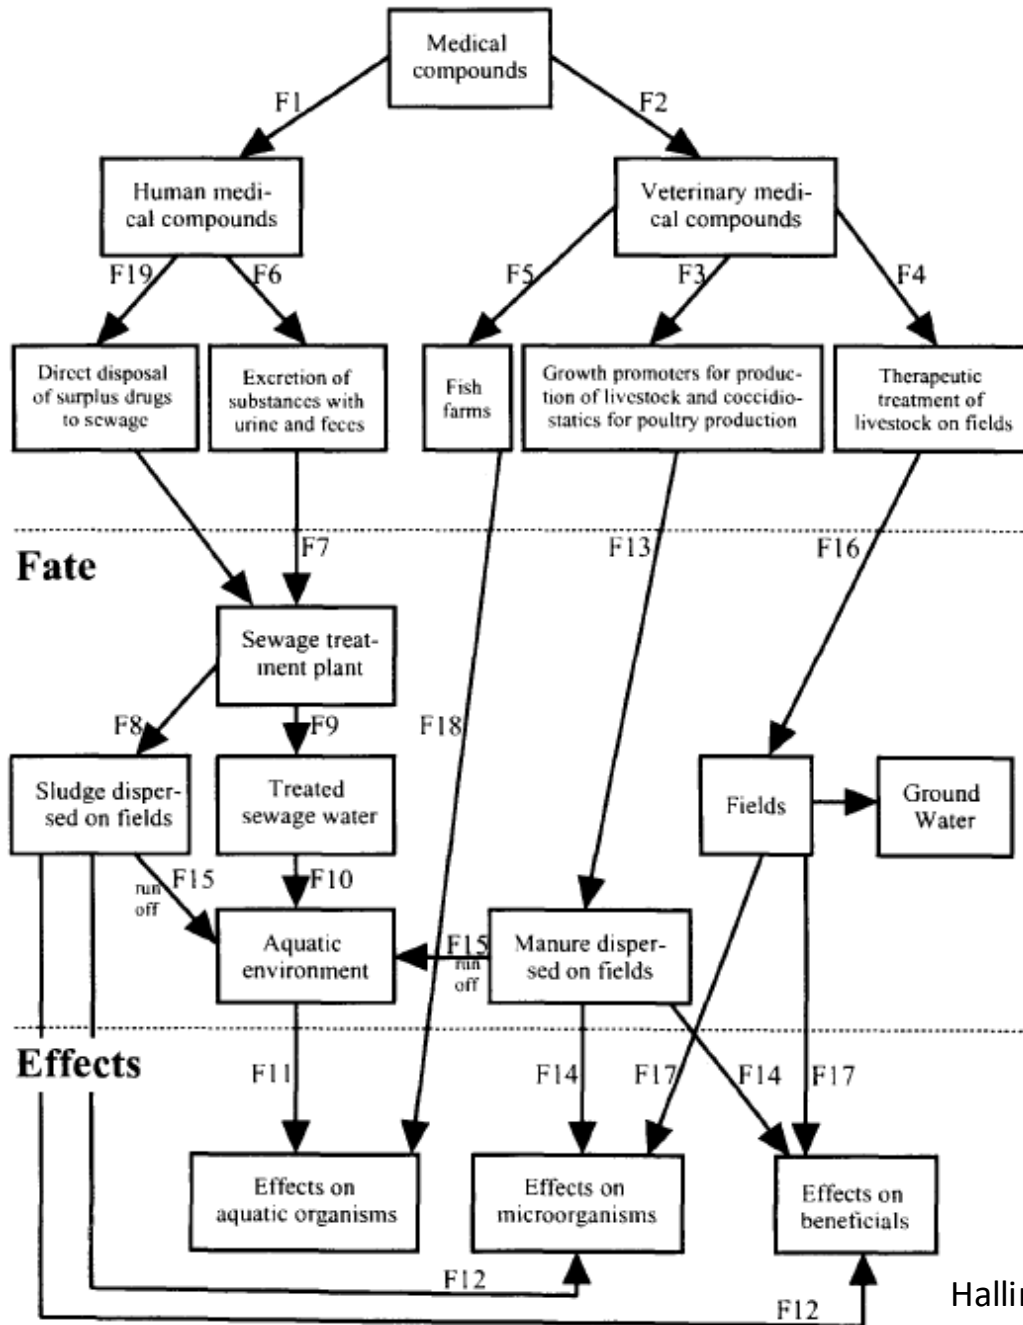 Medical
compounds
F1
F2
Human medi-
cal compounds
Veterinary medi-
cal compounds
F19
F6
F5
F3
F4
Direct disposal
of surplus drugs
to sewage
Excretion of
substances with
urine and feces
Fish
farms
Growth promoters for produc-
tion of livestock and coccidio-
statics for poultry production
Therapeutic
treatment of
livestock on fields
F7
F13
F16
Fate
Sewage treat-
ment plant
F8
F9
F18
Sludge disper-
sed on fields
Treated
sewage water
Fields
Ground
Water
F15
run
off
F10
Aquatic
environment
F15
run
off
Manure disper-
sed on fields
Effects
F11
F14
F17
F14
F17
Effects on
aquatic organisms
Effects on
microorganisms
Effects on
beneficials
F12
F12